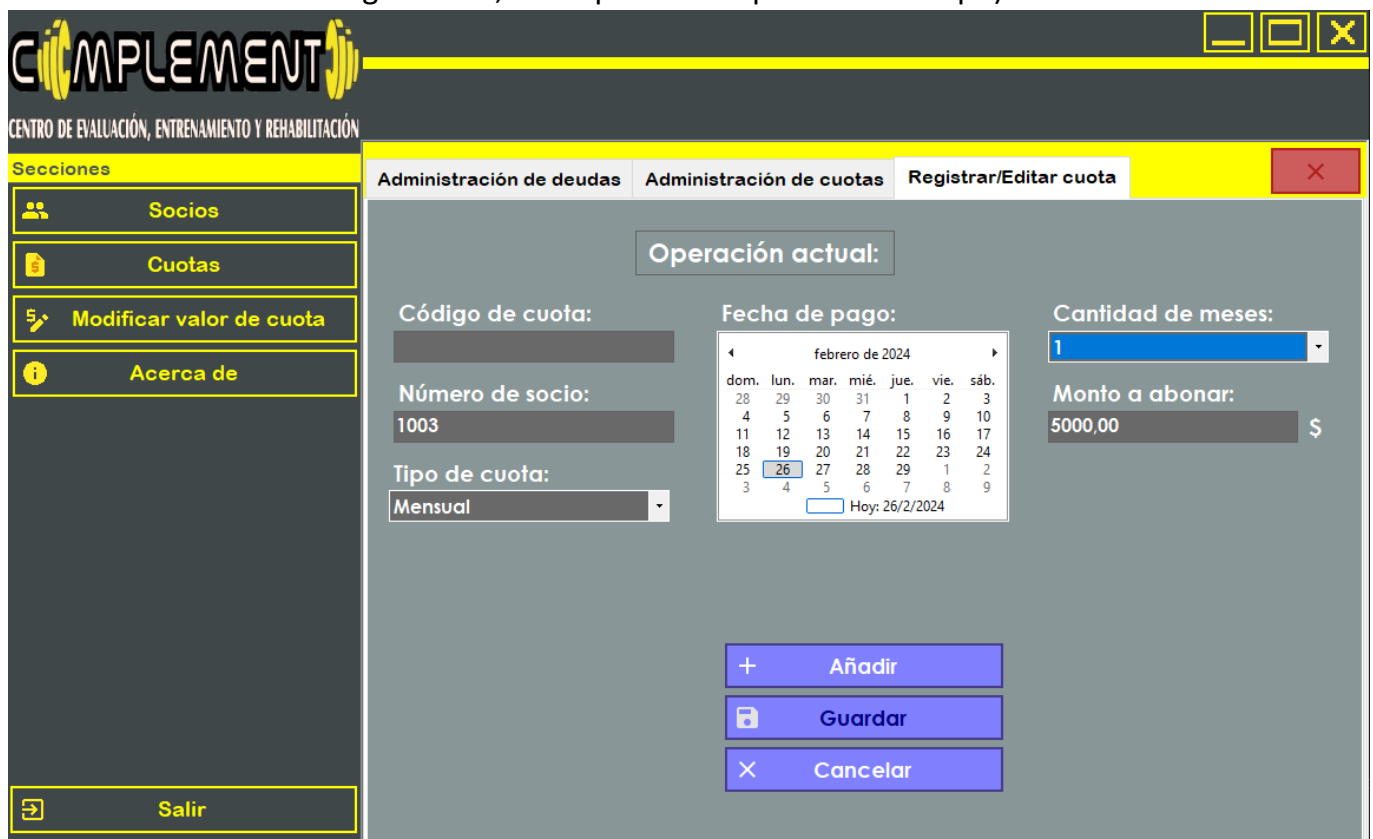 COMPLEMENTO
CENTRO DE EVALUACIÓN, ENTRENAMIENTO Y REHABILITACIÓN
Secciones
Socios
Cuotas
Modificar valor de cuota
Acerca de
Salir
Administración de deudas Administración de cuotas Registrar/Editar cuota
Operación actual:
Código de cuota:
Número de socio:
1003
Tipo de cuota:
Mensual
Fecha de pago:
febrero de 2024
dom. lun. mar. mié. jue. vie. sáb.
28 29 30 31 1 2 3
4 5 6 7 8 9 10
11 12 13 14 15 16 17
18 19 20 21 22 23 24
25 26 27 28 29 1 2
3 4 5 6 7 8 9
Hoy: 26/2/2024
Cantidad de meses:
1
Monto a abonar:
5000,00 $
Añadir
Guardar
Cancelar